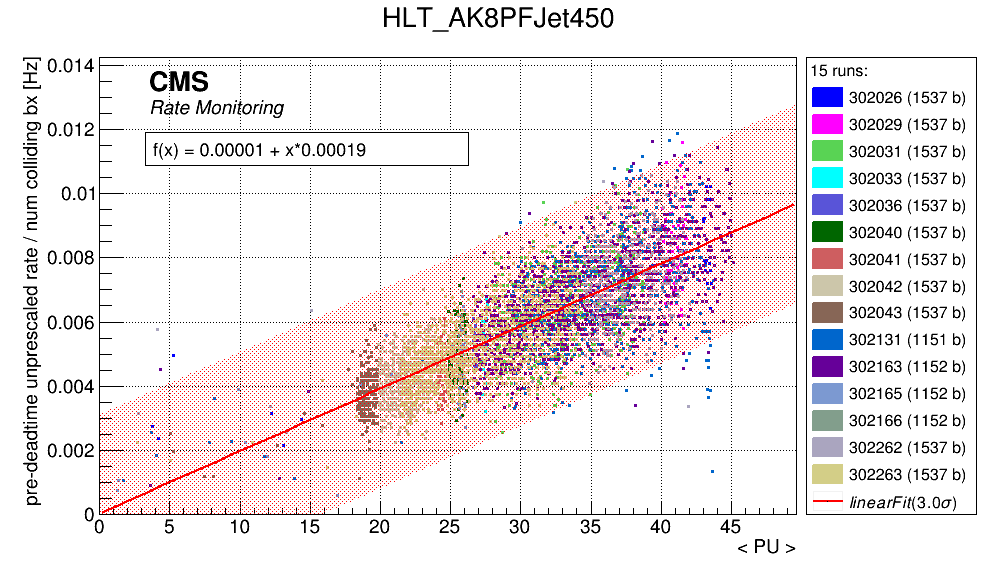 HLT_AK8PFJet450
pre-deadtime unprescaled rate / num colliding bx [Hz]
0.014
0.012
0.01
0.008
0.006
0.004
0.002
0
CMS
Rate Monitoring
f(x) = 0.00001 + x*0.00019
0 5 10 15 20 25 30 35 40 45
< PU >
15 runs:
302026 (1537 b)
302029 (1537 b)
302031 (1537 b)
302033 (1537 b)
302036 (1537 b)
302040 (1537 b)
302041 (1537 b)
302042 (1537 b)
302043 (1537 b)
302131 (1151 b)
302163 (1152 b)
302165 (1152 b)
302166 (1152 b)
302262 (1537 b)
302263 (1537 b)
linearFit(3.0σ)